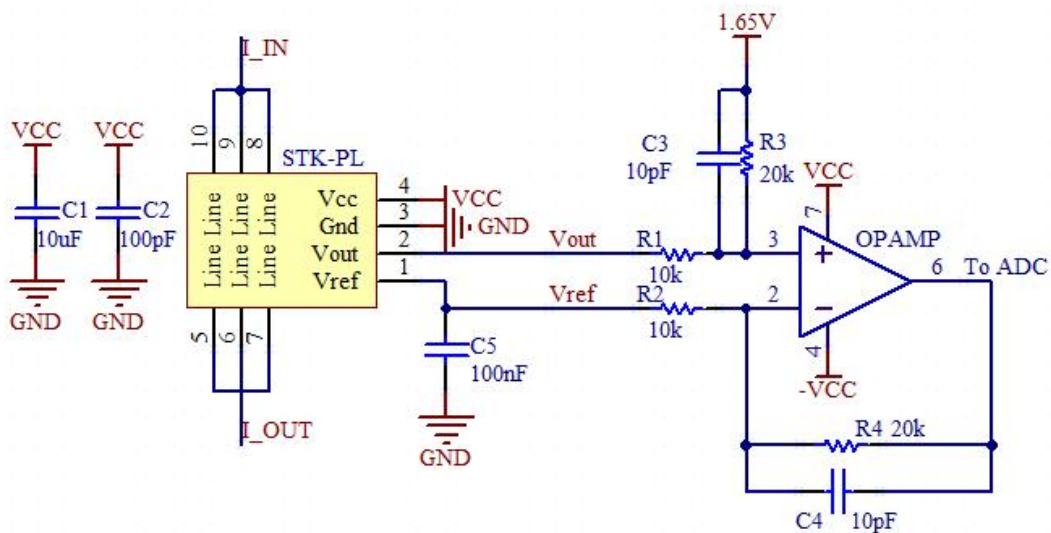 1.65V
I_IN
VCC
VCC
10
9
8
STK-PL
C3
10pF
R3
20k
VCC
7
C1
10uF
C2
100pF
Line Line
Line Line
Line Line
Vcc
Gnd
Vout
Vref
4
3
2
1
VCC
GND
Vout
R1
10k
3
+
OPAMP
6
To ADC
Vref
R2
10k
2
−
4
-VCC
GND
GND
5
6
7
C5
100nF
I_OUT
GND
R4 20k
C4
10pF